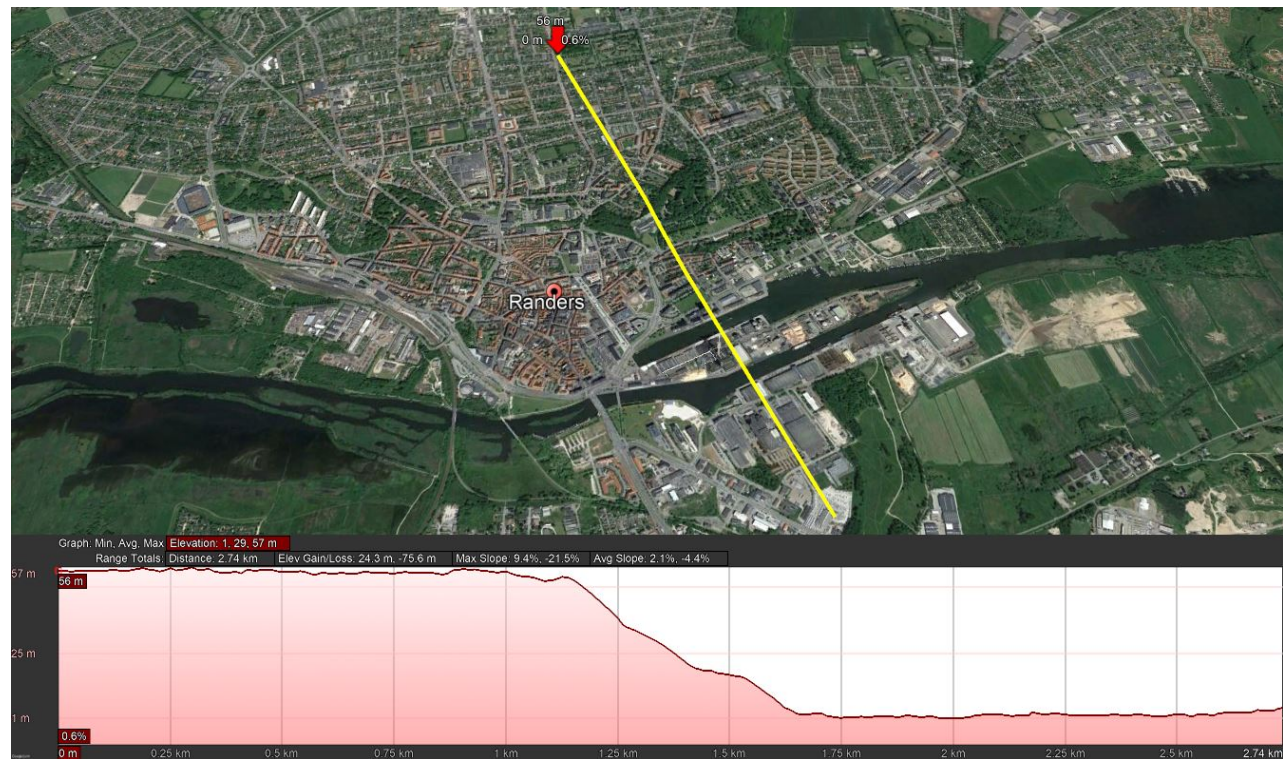 56 m
0 m 0.6%
Randers
Graph: Min, Avg, Max Elevation: 1, 29, 57 m
Range Totals: Distance: 2.74 km Elev Gain/Loss: 24.3 m, -75.6 m Max Slope: 9.4%, -21.5% Avg Slope: 2.1%, -4.4%
57 m
56 m
25 m
1 m
0.6%
0 m 0.25 km 0.5 km 0.75 km 1 km 1.25 km 1.5 km 1.75 km 2 km 2.25 km 2.5 km 2.74 km